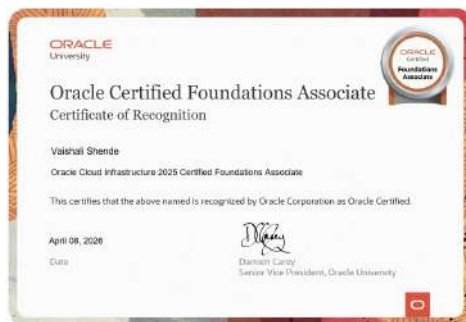 ORACLE
University
ORACLE
Certified
Foundations
Associate
Oracle Certified Foundations Associate
Certificate of Recognition
Vaishali Shende
Oracle Cloud Infrastructure 2025 Certified Foundations Associate
This certifies that the above named is recognized by Oracle Corporation as Oracle Certified.
April 08, 2026
Date
Damien Carey
Senior Vice President, Oracle University